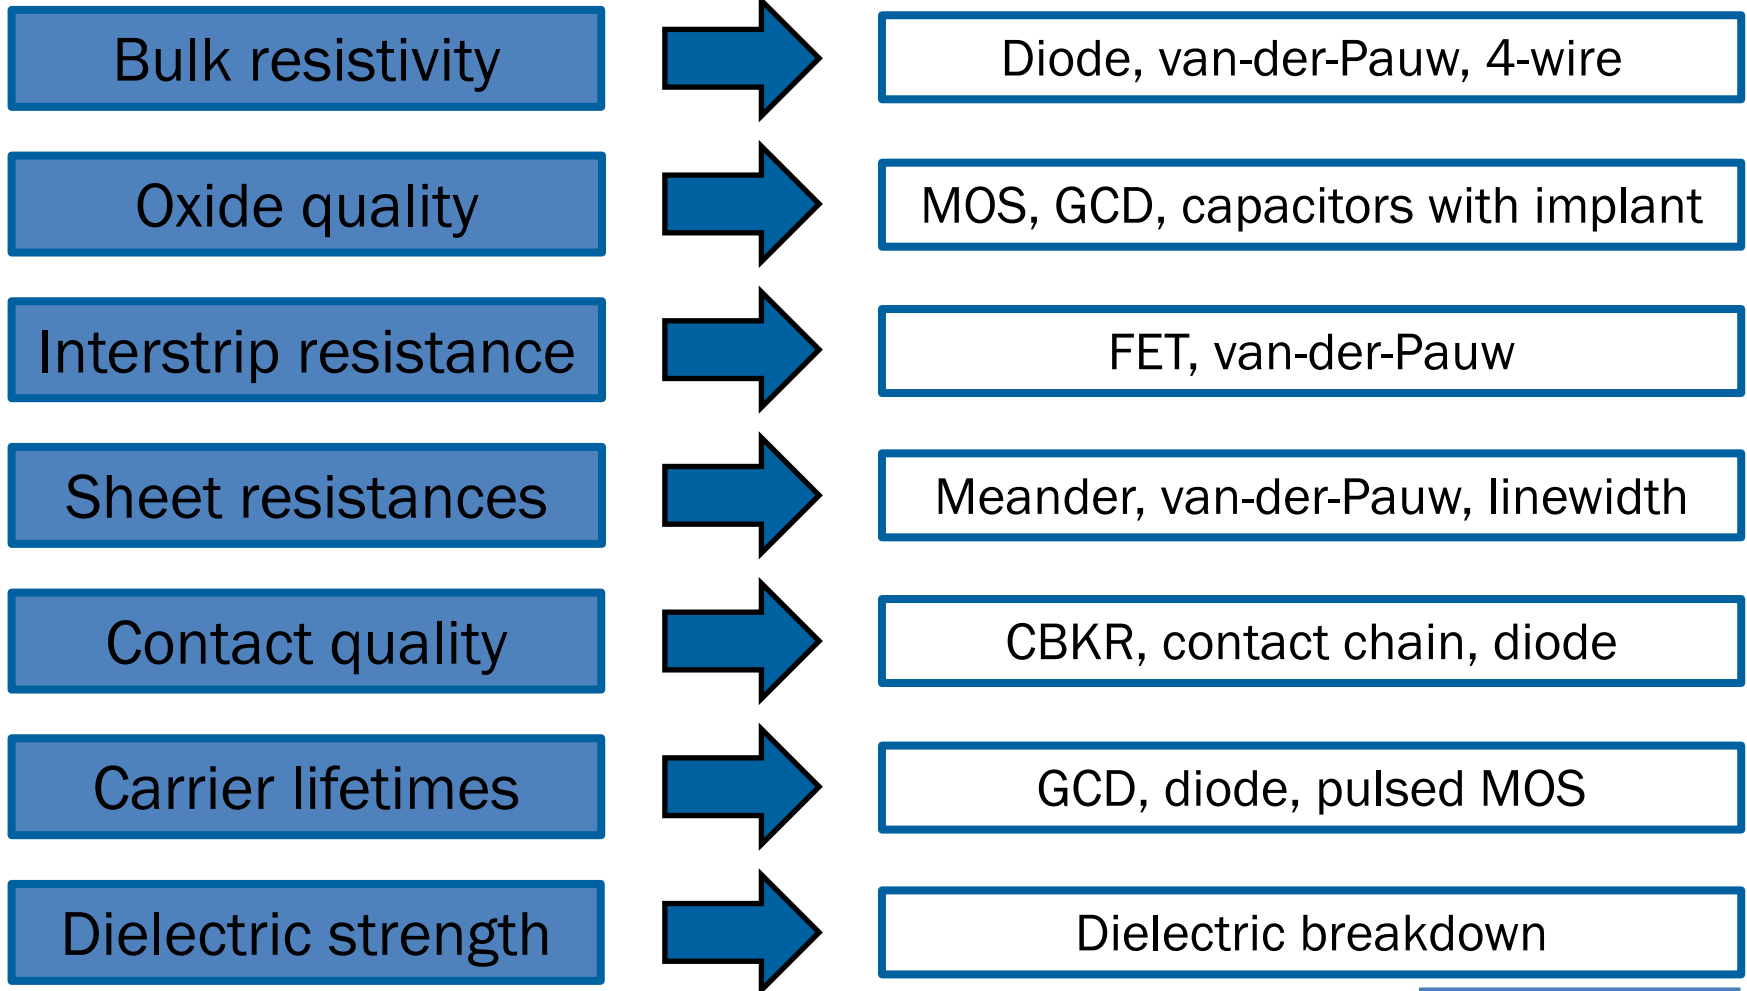 Bulk resistivity
Diode, van-der-Pauw, 4-wire
Oxide quality
MOS, GCD, capacitors with implant
Interstrip resistance
FET, van-der-Pauw
Sheet resistances
Meander, van-der-Pauw, linewidth
Contact quality
CBKR, contact chain, diode
Carrier lifetimes
GCD, diode, pulsed MOS
Dielectric strength
Dielectric breakdown